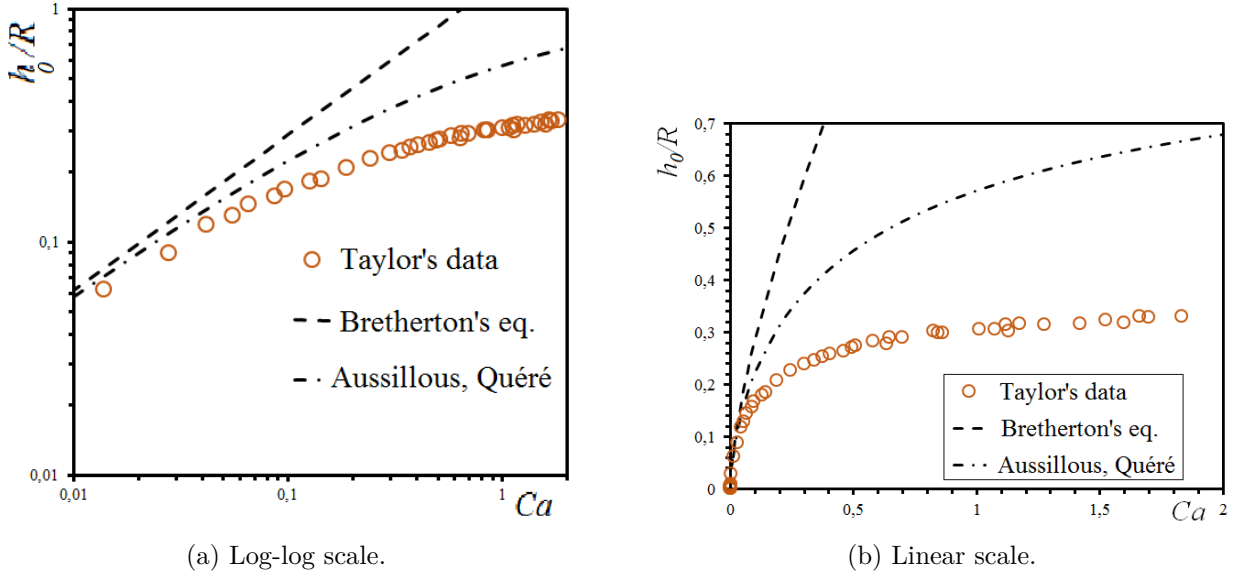 h₀/R
1
0,1
0,01
0,01
0,1
1
Ca
Taylor's data
Bretherton's eq.
Aussillous, Quéré
(a) Log-log scale.
h₀/R
0,7
0,6
0,5
0,4
0,3
0,2
0,1
0
0
0,5
1
1,5
Ca
2
Taylor's data
Bretherton's eq.
Aussillous, Quéré
(b) Linear scale.